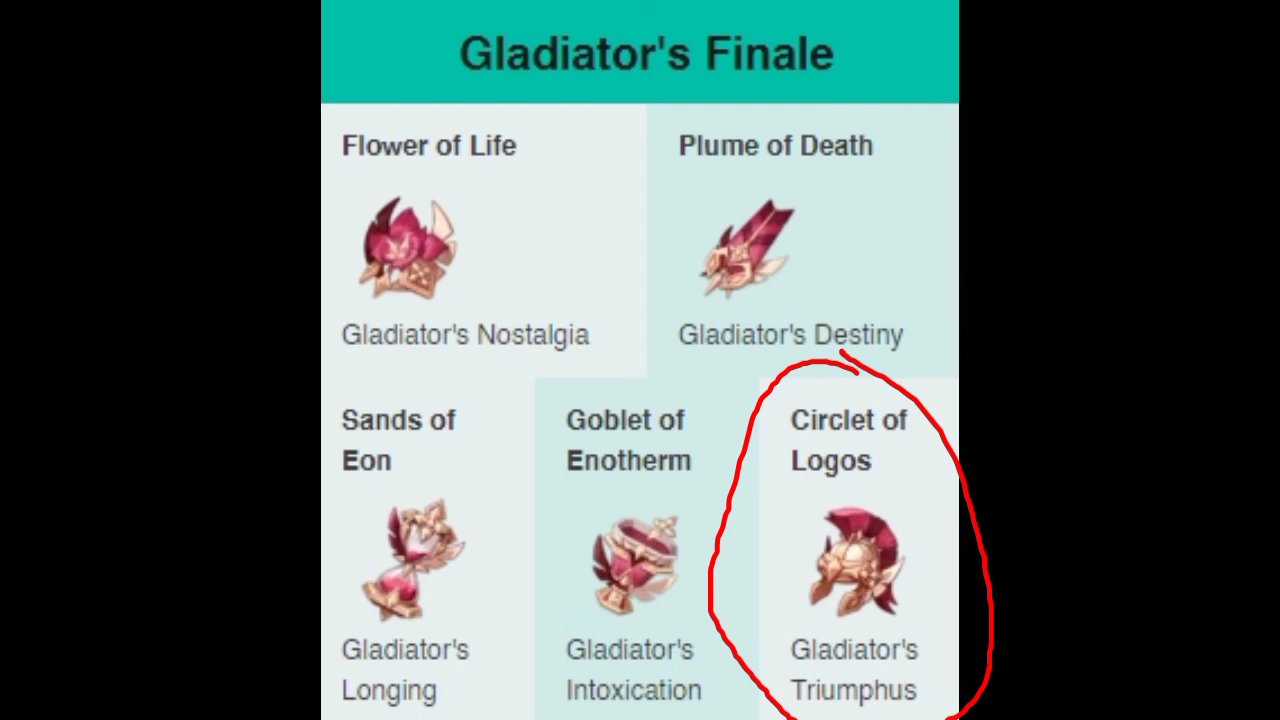 Gladiator's Finale
Flower of Life
Plume of Death
Gladiator's Nostalgia
Gladiator's Destiny
Sands of
Eon
Goblet of
Enotherm
Circlet of
Logos
Gladiator's
Longing
Gladiator's
Intoxication
Gladiator's
Triumphus